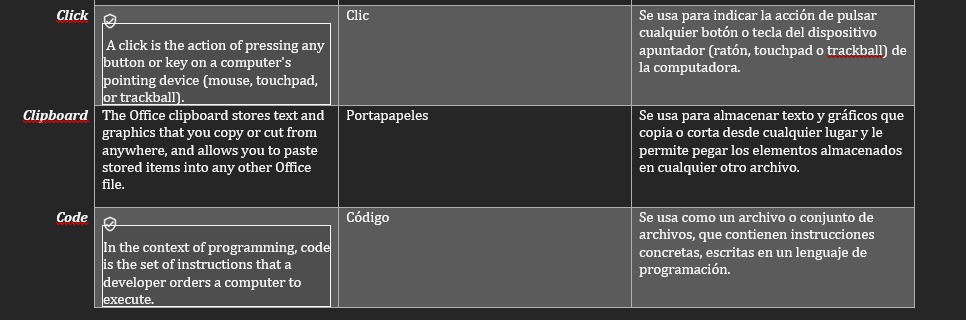 Click
A click is the action of pressing any
button or key on a computer's
pointing device (mouse, touchpad,
or trackball).
Clic
Se usa para indicar la acción de pulsar
cualquier botón o tecla del dispositivo
apuntador (ratón, touchpad o trackball) de
la computadora.
Clipboard
The Office clipboard stores text and
graphics that you copy or cut from
anywhere, and allows you to paste
stored items into any other Office
file.
Portapapeles
Se usa para almacenar texto y gráficos que
copia o corta desde cualquier lugar y le
permite pegar los elementos almacenados
en cualquier otro archivo.
Code
In the context of programming, code
is the set of instructions that a
developer orders a computer to
execute.
Código
Se usa como un archivo o conjunto de
archivos, que contienen instrucciones
concretas, escritas en un lenguaje de
programación.